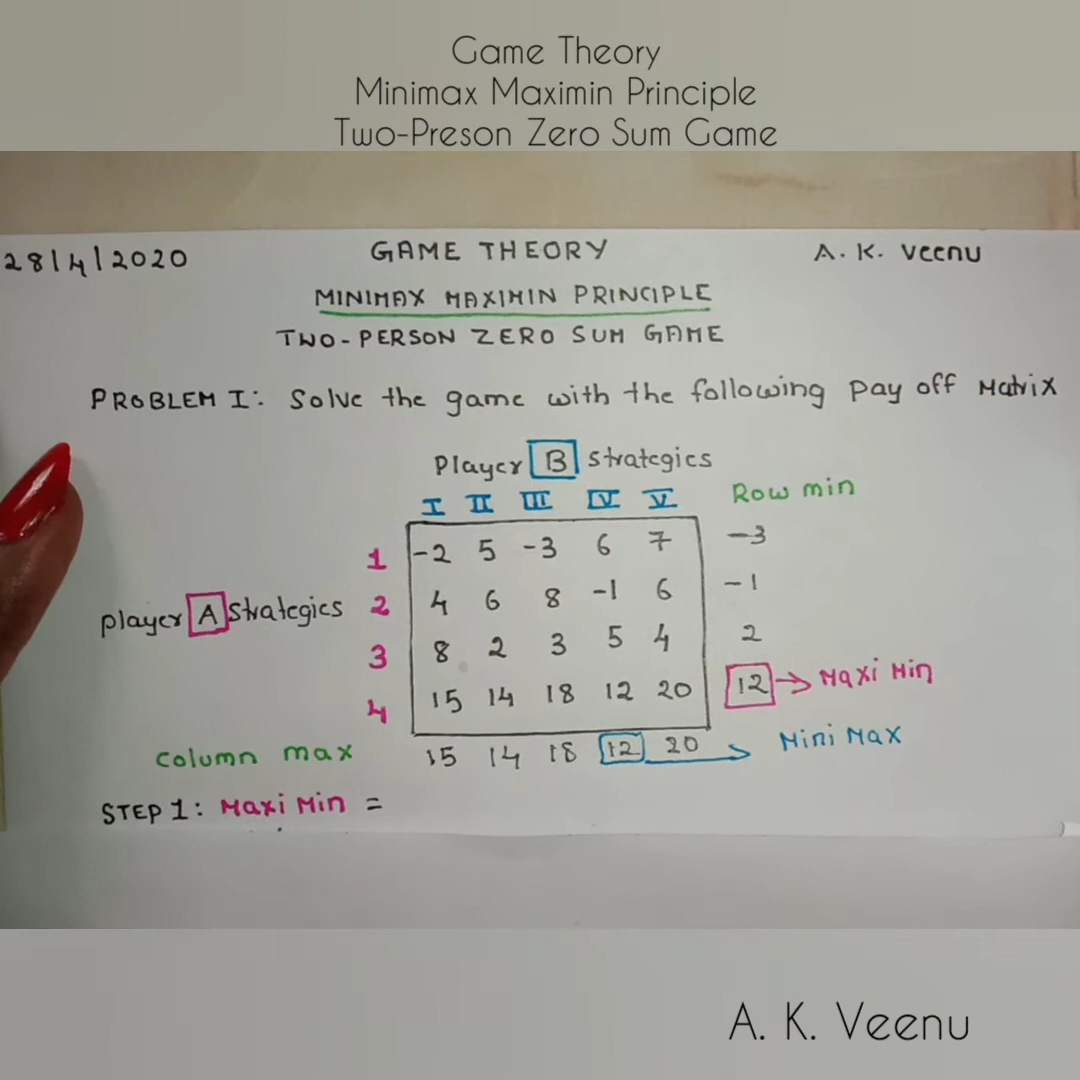 Game Theory
Minimax Maximin Principle
Two-Preson Zero Sum Game
28/4/2020 GAME THEORY A. K. Veenu
MINIMAX MAXIMIN PRINCIPLE
TWO-PERSON ZERO SUM GAME
PROBLEM I: Solve the game with the following Pay off Matrix
Player B Strategies
I II III IV V Row min
1 -2 5 -3 6 7 -3
2 4 6 8 -1 6 -1
Player A Strategies
3 8 2 3 5 4 2
4 15 14 18 12 20 12 → Maxi Min
Column max 15 14 18 12 20 → Mini Max
STEP 1: Maxi Min =
A. K. Veenu